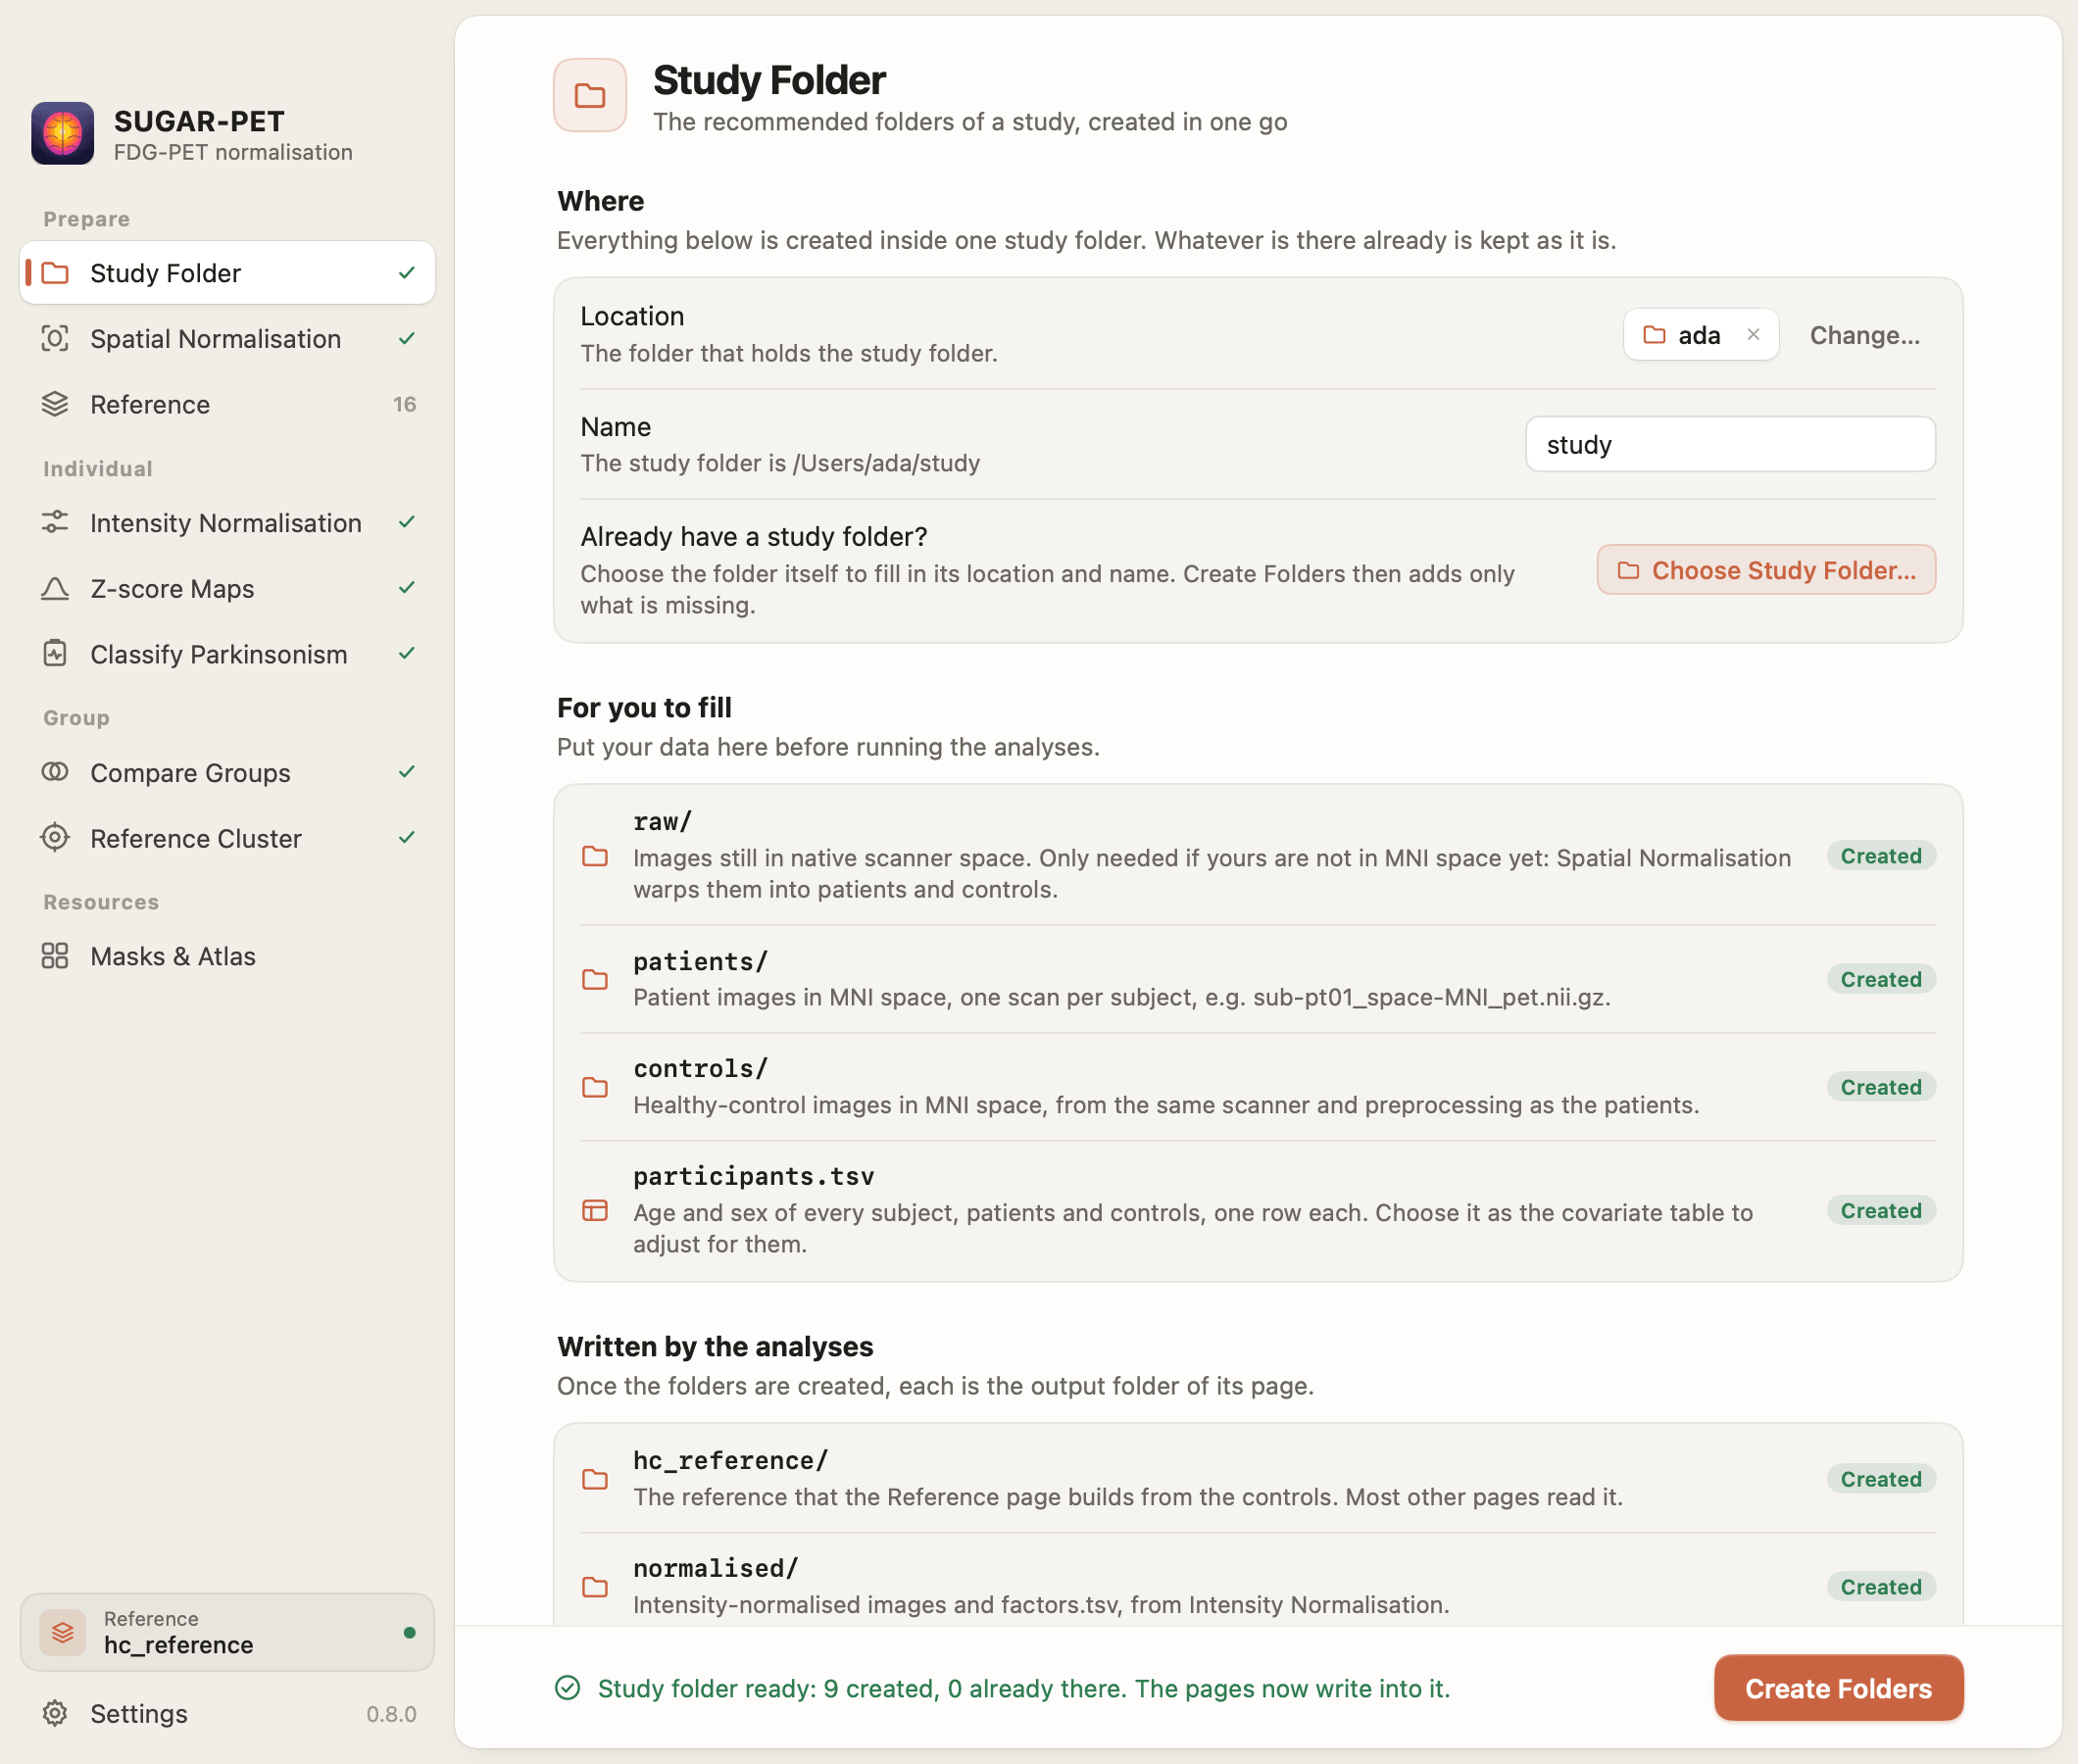 SUGAR-PET
FDG-PET normalisation
Prepare
Study Folder
Spatial Normalisation
Reference 16
Individual
Intensity Normalisation
Z-score Maps
Classify Parkinsonism
Group
Compare Groups
Reference Cluster
Resources
Masks & Atlas
Reference
hc_reference
Settings 0.8.0
Study Folder
The recommended folders of a study, created in one go
Where
Everything below is created inside one study folder. Whatever is there already is kept as it is.
Location
The folder that holds the study folder.
ada × Change...
Name
The study folder is /Users/ada/study
study
Already have a study folder?
Choose the folder itself to fill in its location and name. Create Folders then adds only
what is missing.
Choose Study Folder...
For you to fill
Put your data here before running the analyses.
raw/
Images still in native scanner space. Only needed if yours are not in MNI space yet: Spatial Normalisation
warps them into patients and controls.
Created
patients/
Patient images in MNI space, one scan per subject, e.g. sub-pt01_space-MNI_pet.nii.gz.
Created
controls/
Healthy-control images in MNI space, from the same scanner and preprocessing as the patients.
Created
participants.tsv
Age and sex of every subject, patients and controls, one row each. Choose it as the covariate table to
adjust for them.
Created
Written by the analyses
Once the folders are created, each is the output folder of its page.
hc_reference/
The reference that the Reference page builds from the controls. Most other pages read it.
Created
normalised/
Intensity-normalised images and factors.tsv, from Intensity Normalisation.
Created
Study folder ready: 9 created, 0 already there. The pages now write into it.
Create Folders